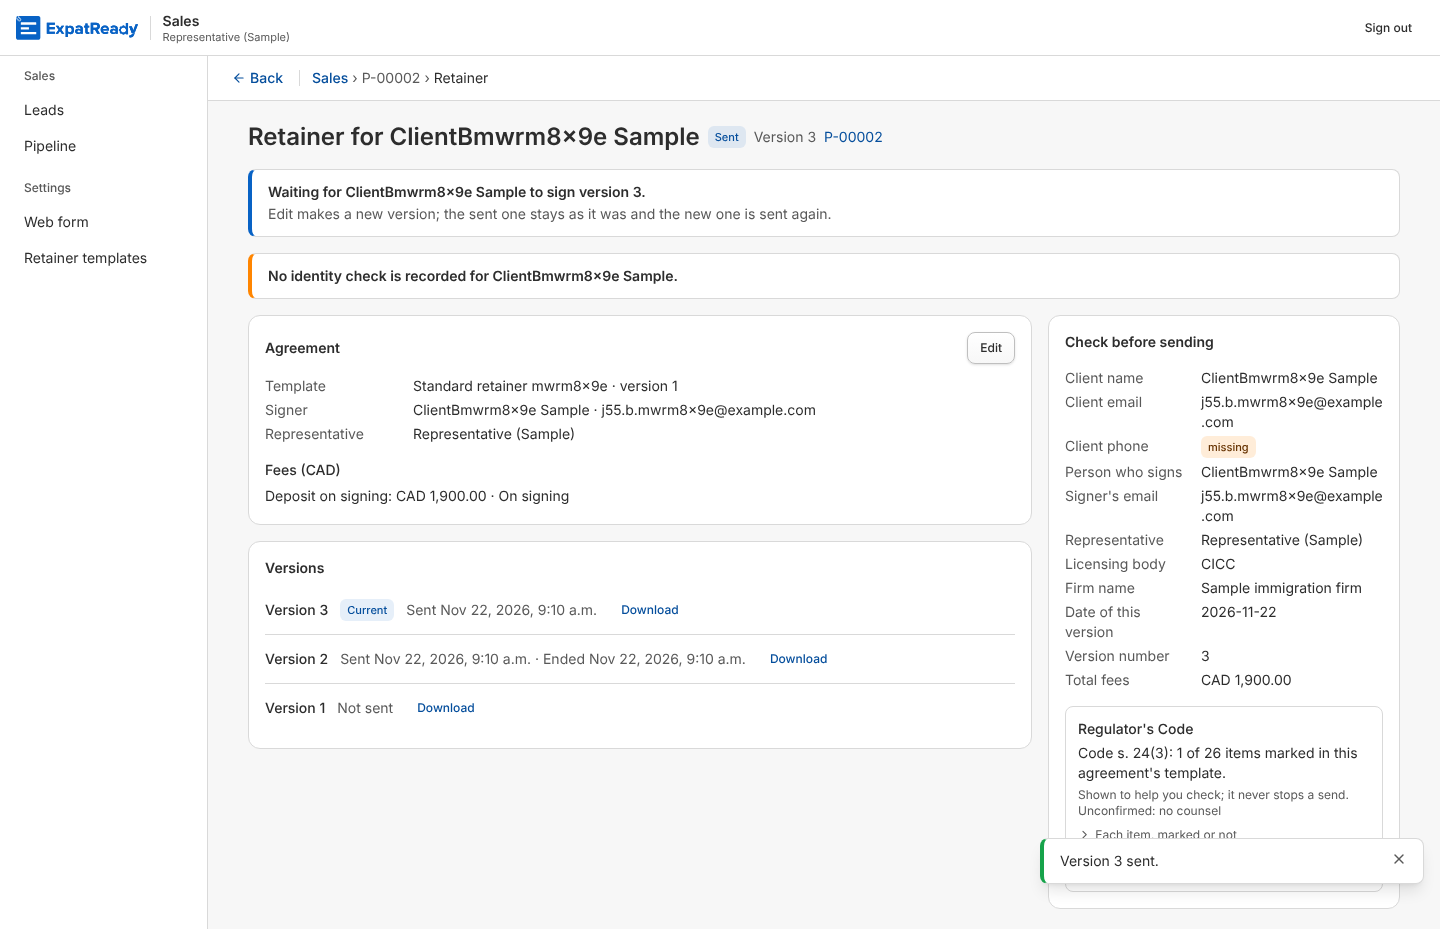 ExpatReady
Sales
Representative (Sample)
Sign out
Sales
Leads
Pipeline
Settings
Web form
Retainer templates
← Back
Sales › P-00002 › Retainer
Retainer for ClientBmwrm8×9e Sample
Sent
Version 3
P-00002
Waiting for ClientBmwrm8×9e Sample to sign version 3.
Edit makes a new version; the sent one stays as it was and the new one is sent again.
No identity check is recorded for ClientBmwrm8×9e Sample.
Agreement
Edit
Template Standard retainer mwrm8×9e · version 1
Signer ClientBmwrm8×9e Sample · j55.b.mwrm8×9e@example.com
Representative Representative (Sample)
Fees (CAD)
Deposit on signing: CAD 1,900.00 · On signing
Versions
Version 3 Current Sent Nov 22, 2026, 9:10 a.m. Download
Version 2 Sent Nov 22, 2026, 9:10 a.m. · Ended Nov 22, 2026, 9:10 a.m. Download
Version 1 Not sent Download
Check before sending
Client name ClientBmwrm8×9e Sample
Client email j55.b.mwrm8×9e@example
.com
Client phone missing
Person who signs ClientBmwrm8×9e Sample
Signer's email j55.b.mwrm8×9e@example
.com
Representative Representative (Sample)
Licensing body CICC
Firm name Sample immigration firm
Date of this 2026-11-22
version
Version number 3
Total fees CAD 1,900.00
Regulator's Code
Code s. 24(3): 1 of 26 items marked in this
agreement's template.
Shown to help you check; it never stops a send.
Unconfirmed: no counsel
Each item, marked or not
Version 3 sent.